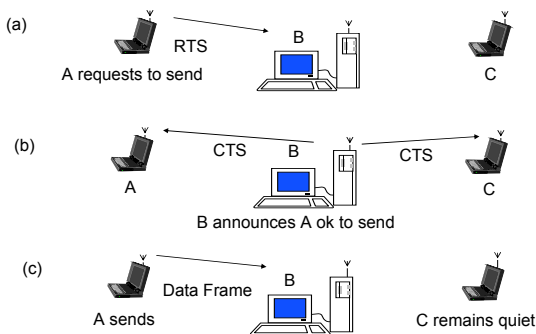 (a)
RTS
B
A requests to send
C
(b)
CTS
B
CTS
A
C
B announces A ok to send
(c)
Data Frame
B
A sends
C remains quiet